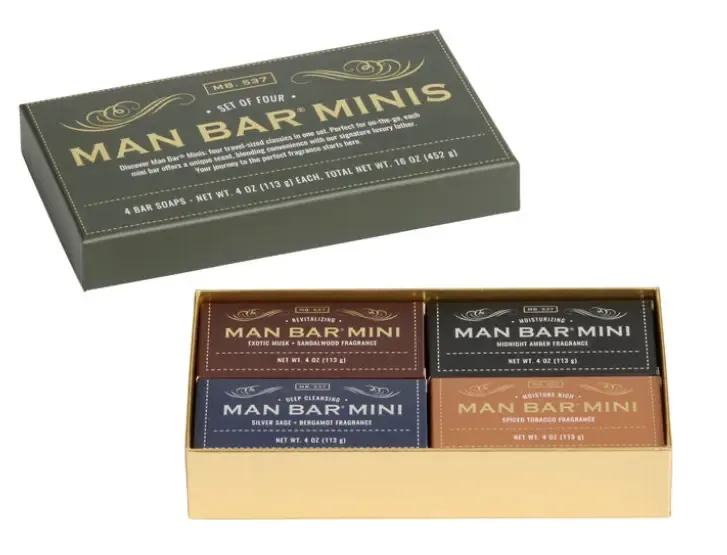 MB. 537
• SET OF FOUR •
MAN BAR® MINIS
Discover Man Bar® Minis: four travel-sized classics in one set. Perfect for on-the-go, each
mini bar offers a unique scent, blending convenience with our signature luxury lather.
Your journey to the perfect fragrance starts here.
4 BAR SOAPS - NET WT. 4 OZ (113 g) EACH. TOTAL NET WT. 16 OZ (452 g)
MB. 537
• REVITALIZING •
MAN BAR® MINI
EXOTIC MUSK + SANDALWOOD FRAGRANCE
NET WT. 4 OZ (113 g)
MB. 537
• MOISTURIZING •
MAN BAR® MINI
MIDNIGHT AMBER FRAGRANCE
NET WT. 4 OZ (113 g)
MB. 537
• DEEP CLEANSING •
MAN BAR® MINI
SILVER SAGE + BERGAMOT FRAGRANCE
NET WT. 4 OZ (113 g)
MB. 537
• MOISTURE RICH •
MAN BAR® MINI
SPICED TOBACCO FRAGRANCE
NET WT. 4 OZ (113 g)